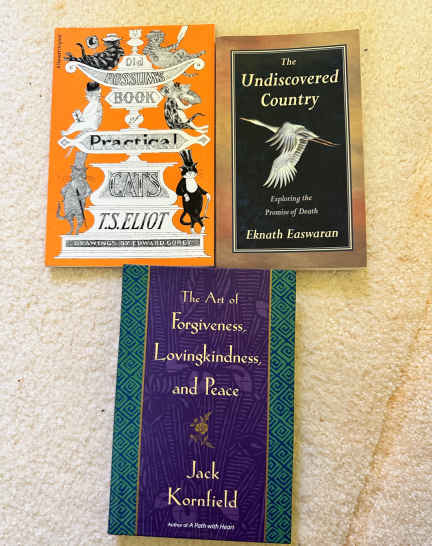 Old
POSSUM'S
BOOK
of
Practical
CATS
T.S. ELIOT
DRAWINGS BY EDWARD GOREY
The
Undiscovered
Country
Exploring the
Promise of Death
Eknath Easwaran
The Art of
Forgiveness,
Lovingkindness,
and Peace
Jack
Kornfield
Author of A Path with Heart